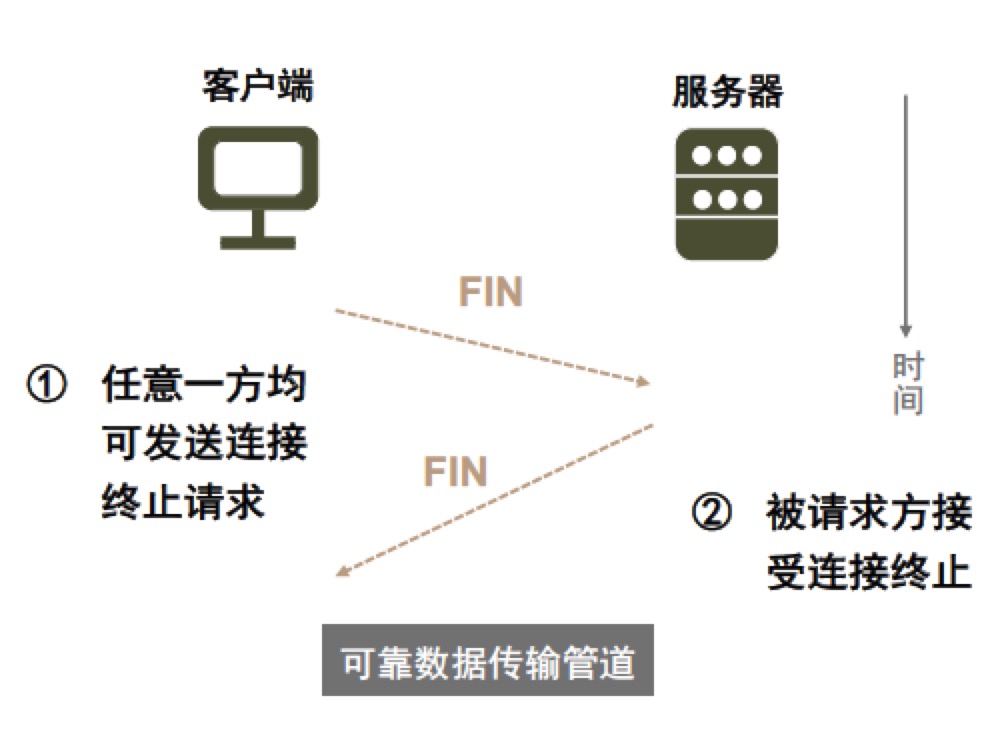 客户端
服务器
FIN
① 任意一方均
可发送连接
终止请求
时
间
FIN
② 被请求方接
受连接终止
可靠数据传输管道